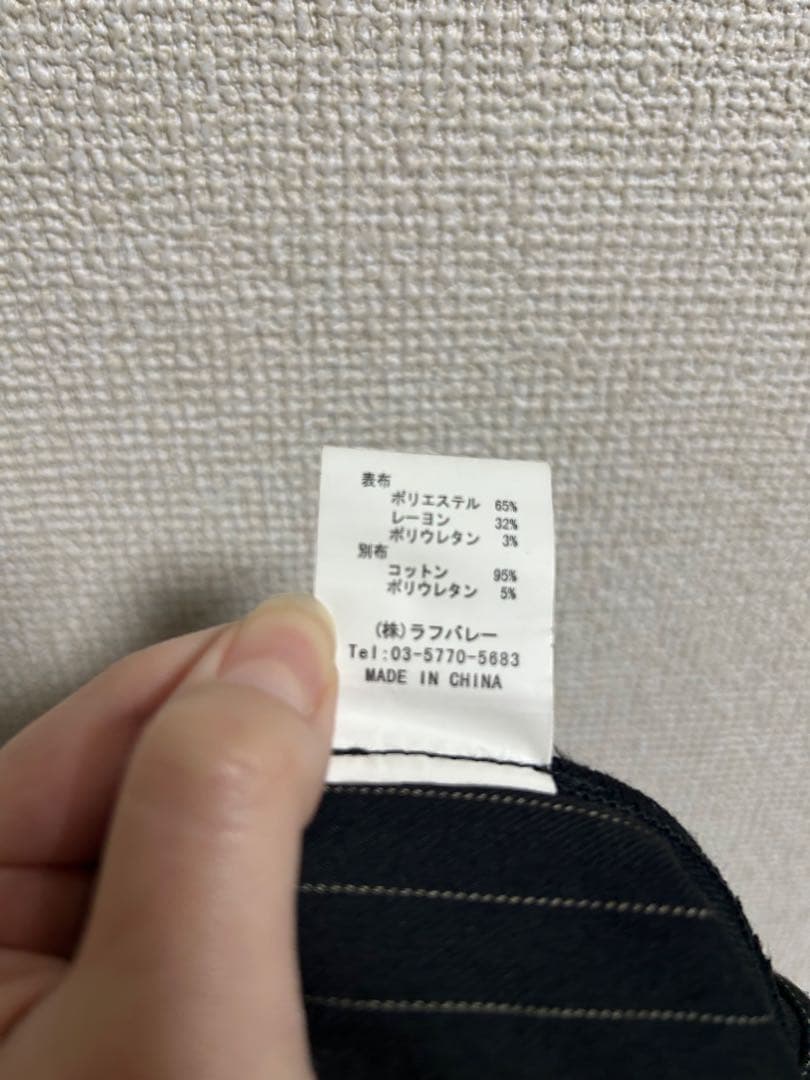 表布
ポリエステル 65%
レーヨン 32%
ポリウレタン 3%
別布
コットン 95%
ポリウレタン 5%
(株)ラフバレー
Tel:03-5770-5683
MADE IN CHINA